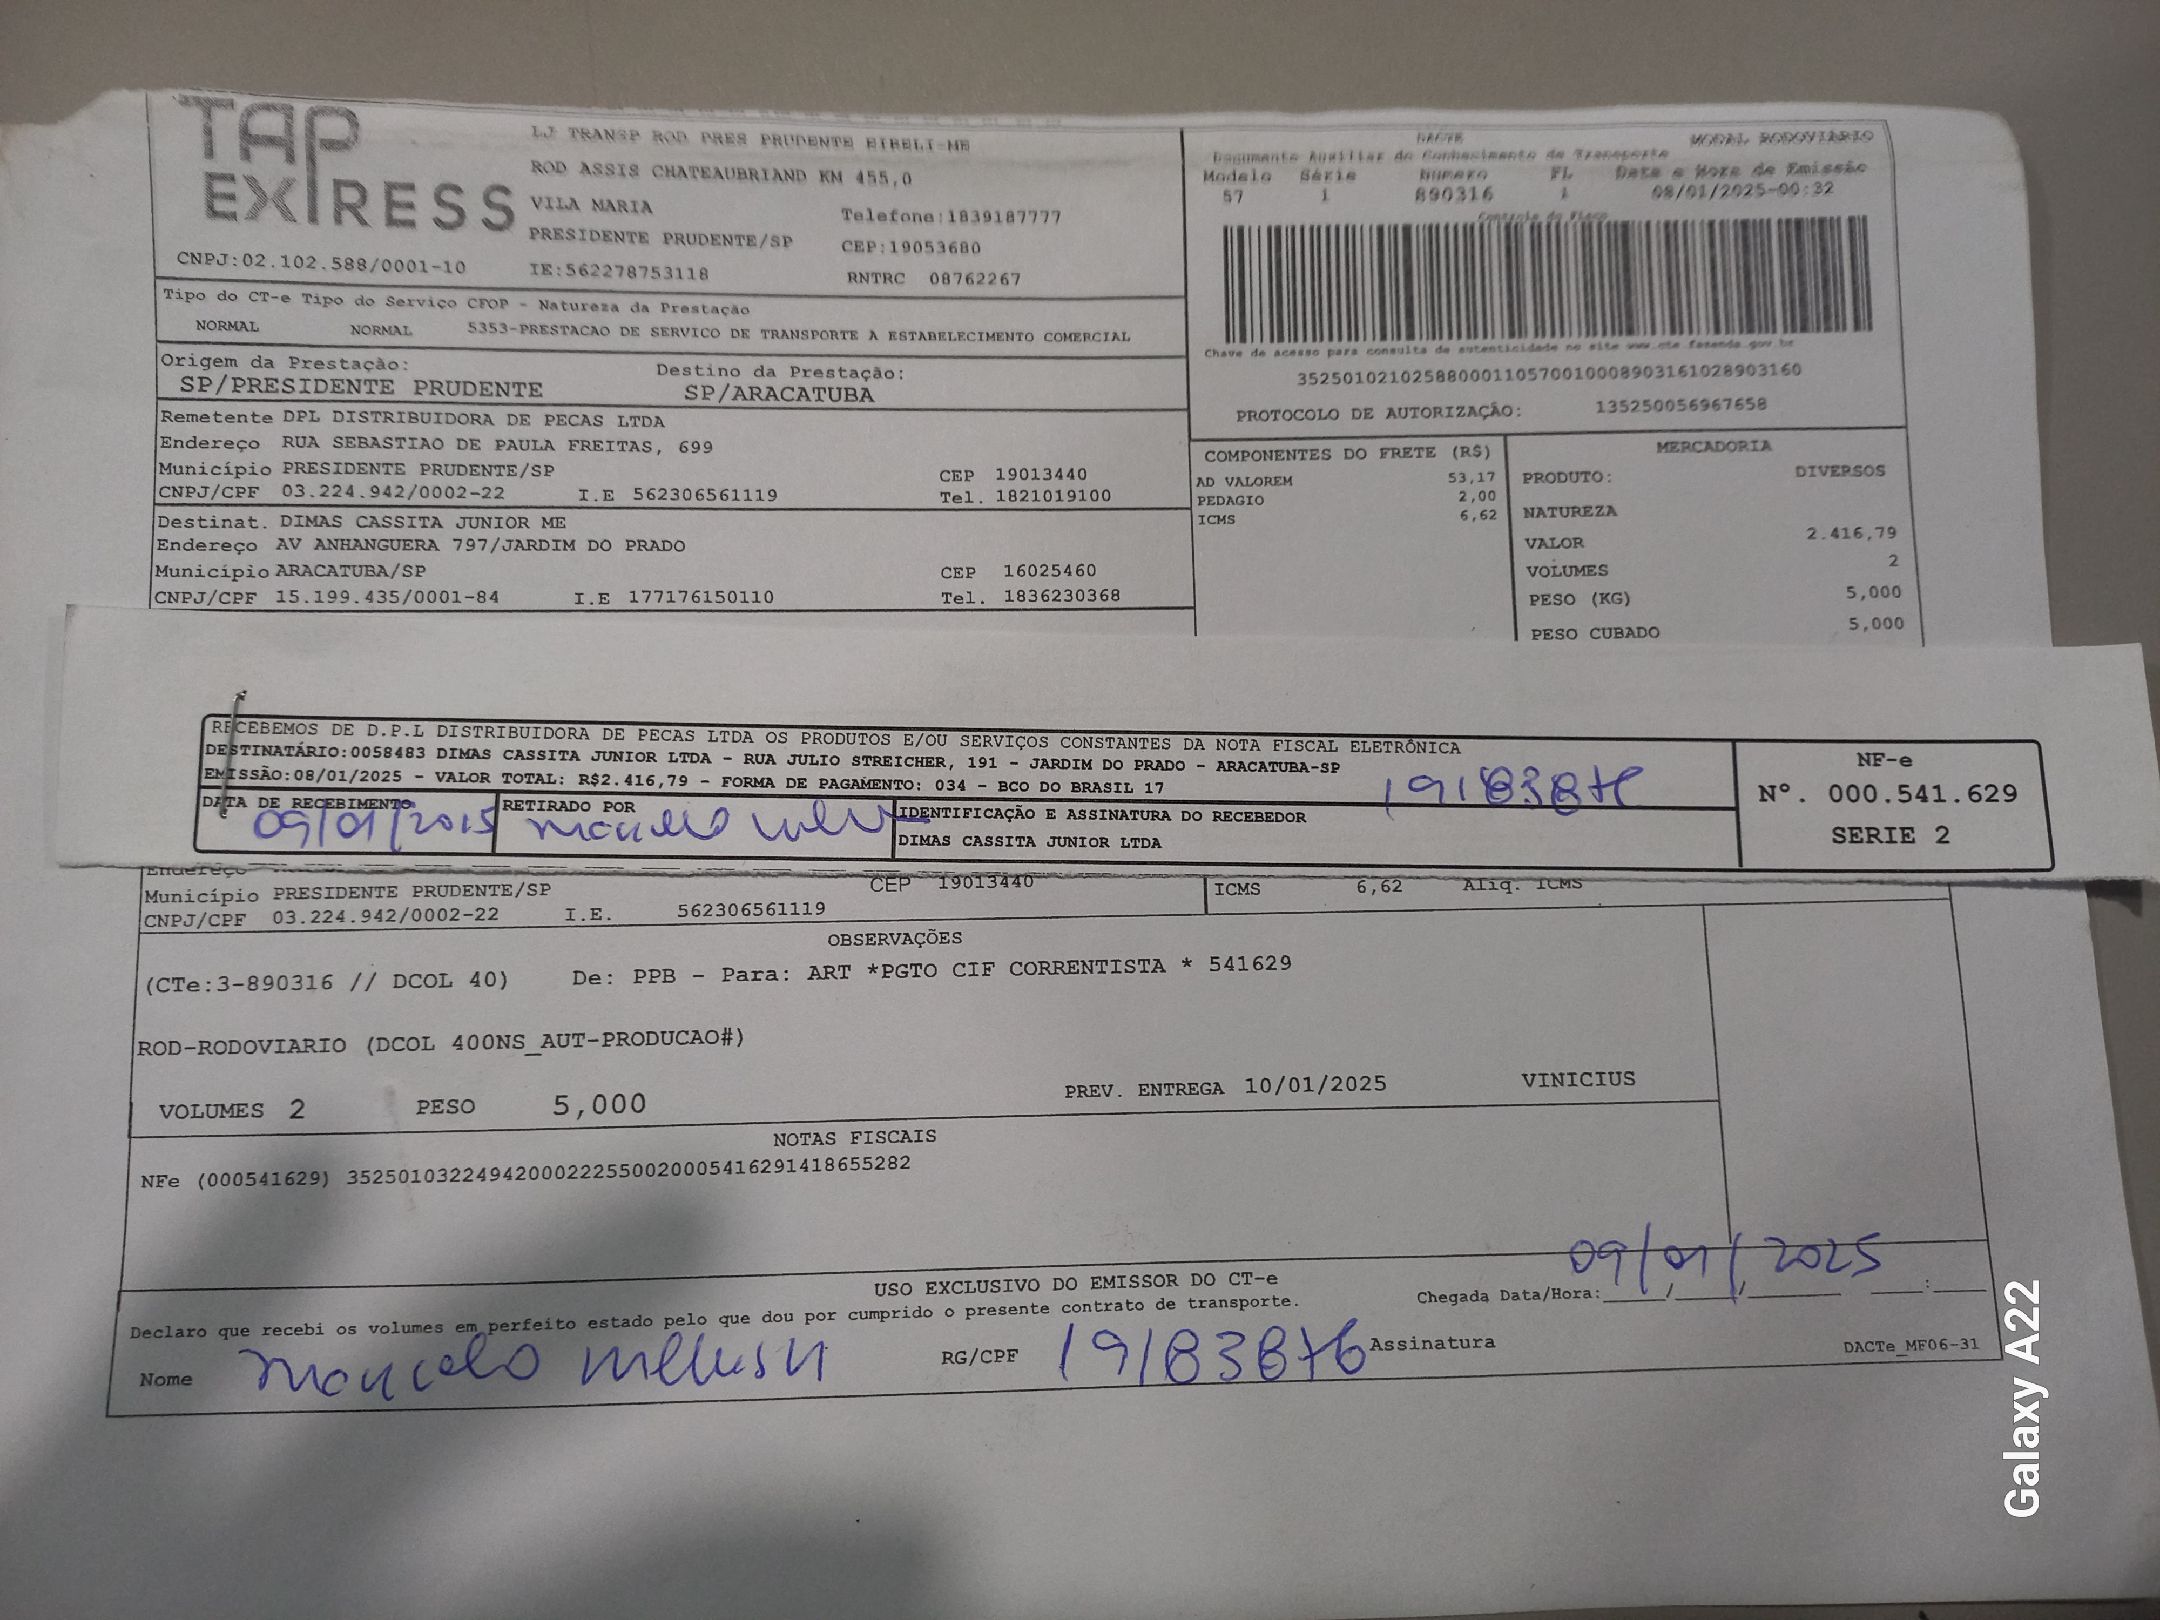 TAP
EXPRESS
CNPJ:02.102.588/0001-10
LJ TRANSP ROD PRES PRUDENTE EIRELI-ME
ROD ASSIS CHATEAUBRIAND KM 455,0
VILA MARIA
Telefone:1839187777
PRESIDENTE PRUDENTE/SP
CEP:19053680
IE:562278753118
RNTRC 08762267
DACTE
MODAL RODOVIARIO
Documento Auxiliar do Conhecimento de Transporte
Modelo Série Número FL Data e Hora de Emissão
57 1 890316 1 08/01/2025-00:32
Controle do Fisco
Chave de acesso para consulta de autenticidade no site www.cte.fazenda.gov.br
35250102102588000110570010008903161028903160
PROTOCOLO DE AUTORIZAÇÃO: 135250056967658
Tipo do CT-e Tipo do Serviço CFOP - Natureza da Prestação
NORMAL NORMAL 5353-PRESTACAO DE SERVICO DE TRANSPORTE A ESTABELECIMENTO COMERCIAL
Origem da Prestação: Destino da Prestação:
SP/PRESIDENTE PRUDENTE SP/ARACATUBA
Remetente DPL DISTRIBUIDORA DE PECAS LTDA
Endereço RUA SEBASTIAO DE PAULA FREITAS, 699
Município PRESIDENTE PRUDENTE/SP CEP 19013440
CNPJ/CPF 03.224.942/0002-22 I.E 562306561119 Tel. 1821019100
Destinat. DIMAS CASSITA JUNIOR ME
Endereço AV ANHANGUERA 797/JARDIM DO PRADO
Município ARACATUBA/SP CEP 16025460
CNPJ/CPF 15.199.435/0001-84 I.E 177176150110 Tel. 1836230368
COMPONENTES DO FRETE (R$)
AD VALOREM 53,17
PEDAGIO 2,00
ICMS 6,62
MERCADORIA
PRODUTO: DIVERSOS
NATUREZA
VALOR 2.416,79
VOLUMES 2
PESO (KG) 5,000
PESO CUBADO 5,000
RECEBEMOS DE D.P.L DISTRIBUIDORA DE PECAS LTDA OS PRODUTOS E/OU SERVIÇOS CONSTANTES DA NOTA FISCAL ELETRÔNICA
DESTINATÁRIO:0058483 DIMAS CASSITA JUNIOR LTDA - RUA JULIO STREICHER, 191 - JARDIM DO PRADO - ARACATUBA-SP
EMISSÃO:08/01/2025 - VALOR TOTAL: R$2.416,79 - FORMA DE PAGAMENTO: 034 - BCO DO BRASIL 17
19183876
DATA DE RECEBIMENTO RETIRADO POR IDENTIFICAÇÃO E ASSINATURA DO RECEBEDOR
09/01/2025
DIMAS CASSITA JUNIOR LTDA
NF-e
Nº. 000.541.629
SERIE 2
Endereço
Município PRESIDENTE PRUDENTE/SP CEP 19013440
CNPJ/CPF 03.224.942/0002-22 I.E. 562306561119
ICMS 6,62 Aliq. ICMS
OBSERVAÇÕES
(CTe:3-890316 // DCOL 40) De: PPB - Para: ART *PGTO CIF CORRENTISTA * 541629
ROD-RODOVIARIO (DCOL 400NS_AUT-PRODUCAO#)
VOLUMES 2 PESO 5,000 PREV. ENTREGA 10/01/2025 VINICIUS
NOTAS FISCAIS
NFe (000541629) 35250103224942000222550020005416291418655282
USO EXCLUSIVO DO EMISSOR DO CT-e
Declaro que recebi os volumes em perfeito estado pelo que dou por cumprido o presente contrato de transporte.
Chegada Data/Hora:_____/_____/_______ ____:____
09/01/2025
Nome RG/CPF 19183876 Assinatura
DACTe_MF06-31
Galaxy A22